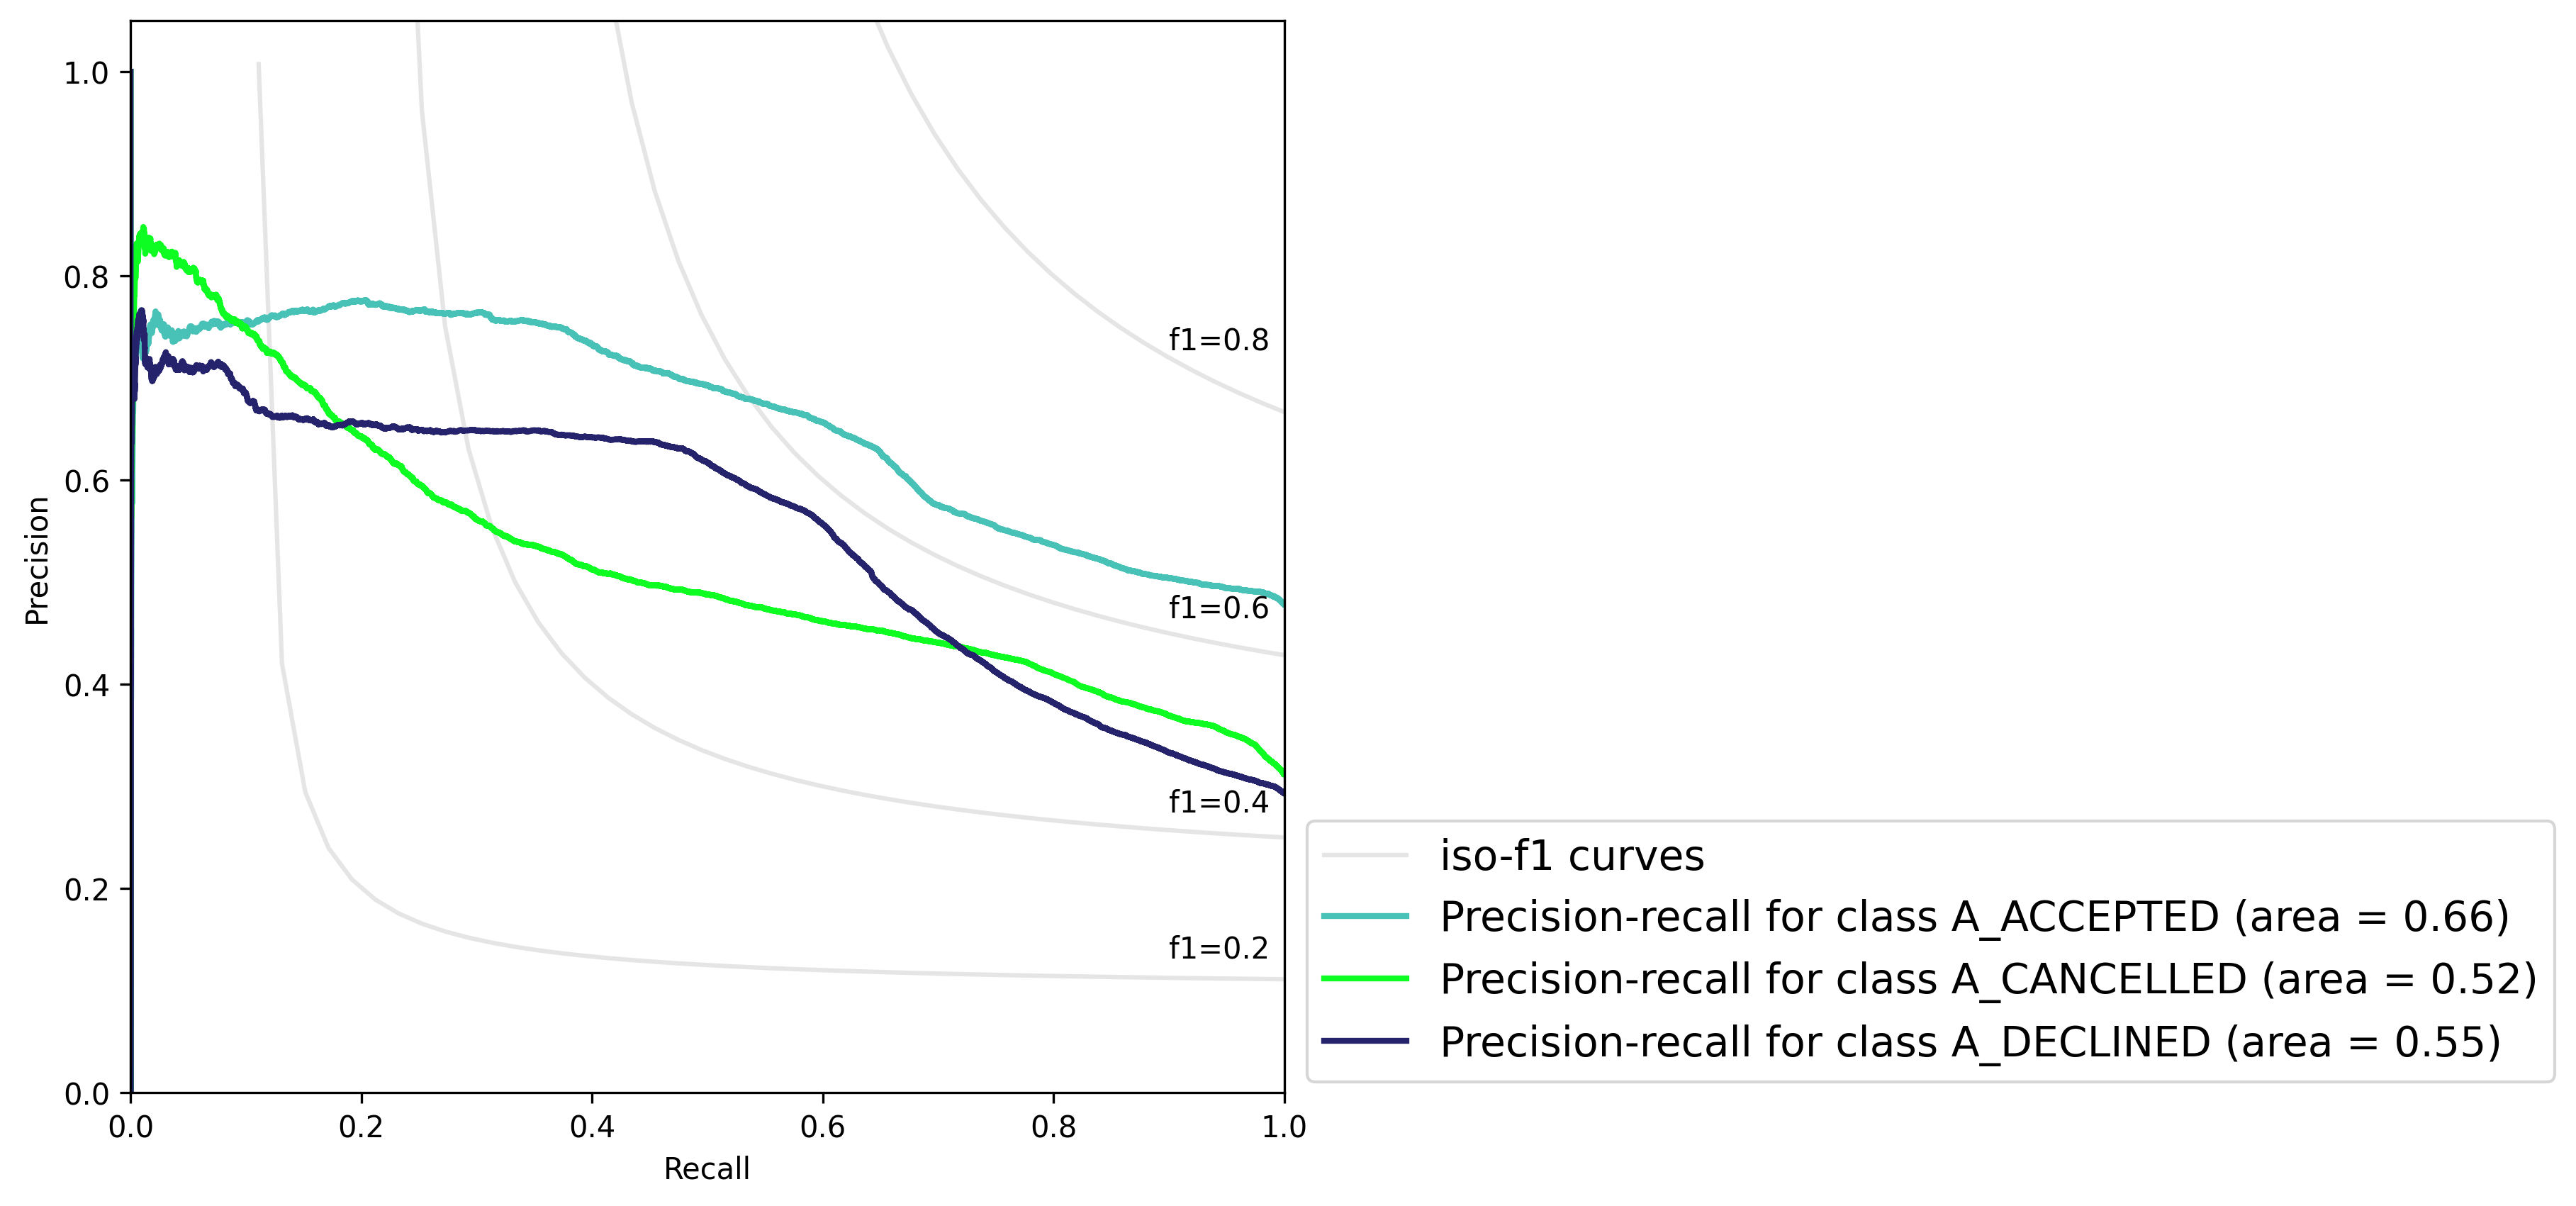 1.0
0.8
0.6
0.4
0.2
0.0
Precision
0.0 0.2 0.4 0.6 0.8 1.0
Recall
f1=0.8
f1=0.6
f1=0.4
f1=0.2
iso-f1 curves
Precision-recall for class A_ACCEPTED (area = 0.66)
Precision-recall for class A_CANCELLED (area = 0.52)
Precision-recall for class A_DECLINED (area = 0.55)